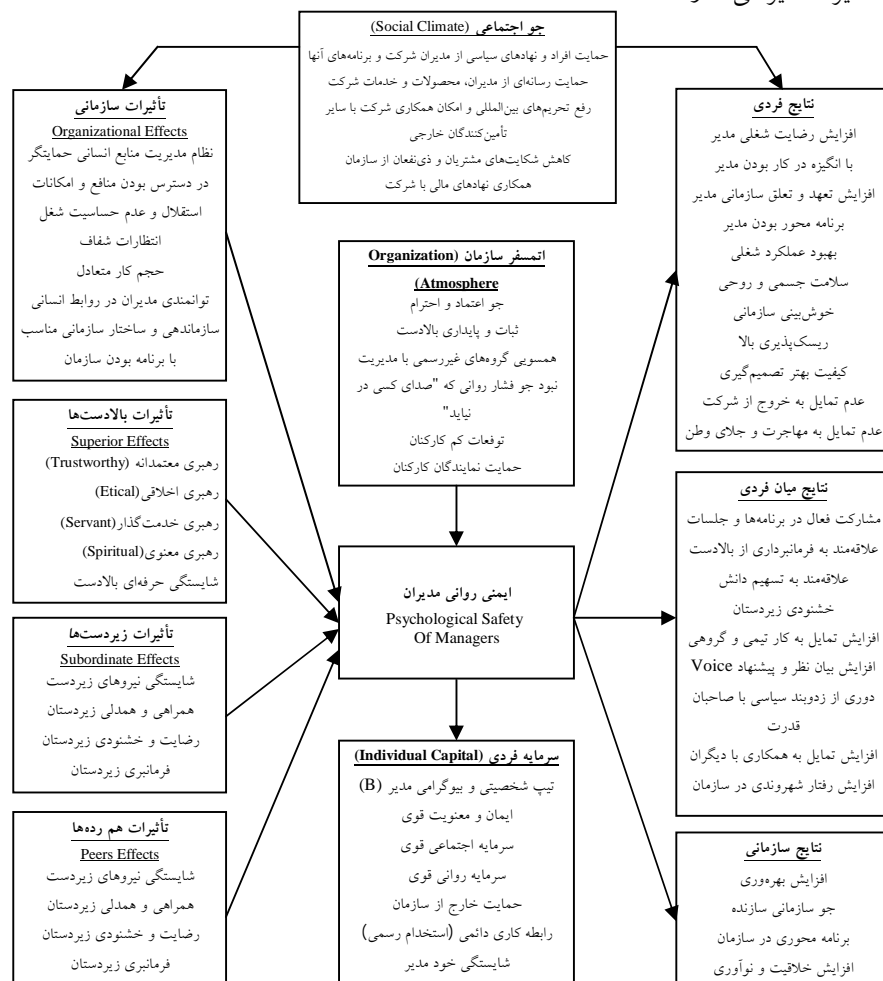 جو اجتماعی (Social Climate)
حمایت افراد و نهادهای سیاسی از مدیران شرکت و برنامه‌های آنها
حمایت رسانه‌ای از مدیران، محصولات و خدمات شرکت
رفع تحریم‌های بین‌المللی و امکان همکاری شرکت با سایر
تأمین‌کنندگان خارجی
کاهش شکایت‌های مشتریان و ذی‌نفعان از سازمان
همکاری نهادهای مالی با شرکت
نتایج فردی
افزایش رضایت شغلی مدیر
با انگیزه در کار بودن مدیر
افزایش تعهد و تعلق سازمانی مدیر
برنامه محور بودن مدیر
بهبود عملکرد شغلی
سلامت جسمی و روحی
خوش‌بینی سازمانی
ریسک‌پذیری بالا
کیفیت بهتر تصمیم‌گیری
عدم تمایل به خروج از شرکت
عدم تمایل به مهاجرت و جلای وطن
تأثیرات سازمانی
Organizational Effects
نظام مدیریت منابع انسانی حمایتگر
در دسترس بودن منافع و امکانات
استقلال و عدم حساسیت شغل
انتظارات شفاف
حجم کار متعادل
توانمندی مدیران در روابط انسانی
سازماندهی و ساختار سازمانی مناسب
با برنامه بودن سازمان
اتمسفر سازمان (Organization
Atmosphere)
جو اعتماد و احترام
ثبات و پایداری بالادست
همسویی گروه‌های غیررسمی با مدیریت
نبود جو فشار روانی که "صدای کسی در
نیاید"
توقعات کم کارکنان
حمایت نمایندگان کارکنان
تأثیرات بالادست‌ها
Superior Effects
رهبری معتمدانه (Trustworthy)
رهبری اخلاقی(Etical)
رهبری خدمت‌گذار(Servant)
رهبری معنوی(Spiritual)
شایستگی حرفه‌ای بالادست
نتایج میان فردی
مشارکت فعال در برنامه‌ها و جلسات
علاقه‌مند به فرمانبرداری از بالادست
علاقه‌مند به تسهیم دانش
خشنودی زیردستان
افزایش تمایل به کار تیمی و گروهی
افزایش بیان نظر و پیشنهاد Voice
دوری از زدوبند سیاسی با صاحبان
قدرت
افزایش تمایل به همکاری با دیگران
افزایش رفتار شهروندی در سازمان
ایمنی روانی مدیران
Psychological Safety
Of Managers
تأثیرات زیردست‌ها
Subordinate Effects
شایستگی نیروهای زیردست
همراهی و همدلی زیردستان
رضایت و خشنودی زیردستان
فرمانبری زیردستان
سرمایه فردی (Individual Capital)
تیپ شخصیتی و بیوگرامی مدیر (B)
ایمان و معنویت قوی
سرمایه اجتماعی قوی
سرمایه روانی قوی
حمایت خارج از سازمان
رابطه کاری دائمی (استخدام رسمی)
شایستگی خود مدیر
تأثیرات هم رده‌ها
Peers Effects
شایستگی نیروهای زیردست
همراهی و همدلی زیردستان
رضایت و خشنودی زیردستان
فرمانبری زیردستان
نتایج سازمانی
افزایش بهره‌وری
جو سازمانی سازنده
برنامه محوری در سازمان
افزایش خلاقیت و نوآوری